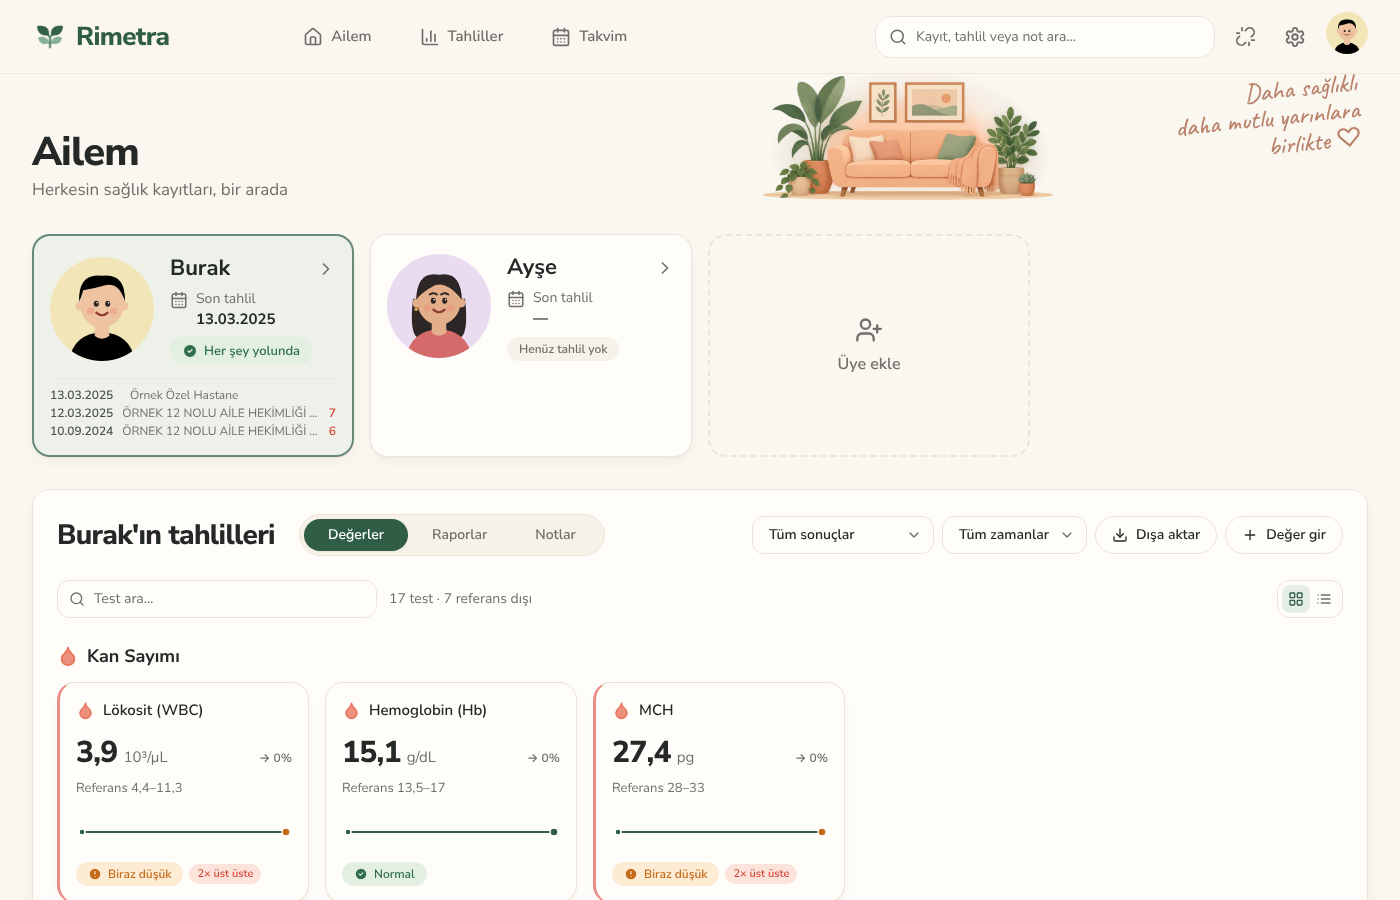 Rimetra
Ailem
Tahliller
Takvim
Kayıt, tahlil veya not ara...
Daha sağlıklı
daha mutlu yarınlara
birlikte
Ailem
Herkesin sağlık kayıtları, bir arada
Burak
Son tahlil
13.03.2025
Her şey yolunda
13.03.2025 Örnek Özel Hastane
12.03.2025 ÖRNEK 12 NOLU AİLE HEKİMLİĞİ ... 7
10.09.2024 ÖRNEK 12 NOLU AİLE HEKİMLİĞİ ... 6
Ayşe
Son tahlil
—
Henüz tahlil yok
Üye ekle
Burak'ın tahlilleri
Değerler
Raporlar
Notlar
Tüm sonuçlar
Tüm zamanlar
Dışa aktar
Değer gir
Test ara...
17 test · 7 referans dışı
Kan Sayımı
Lökosit (WBC)
3,9 10³/µL → 0%
Referans 4,4–11,3
Biraz düşük 2× üst üste
Hemoglobin (Hb)
15,1 g/dL → 0%
Referans 13,5–17
Normal
MCH
27,4 pg → 0%
Referans 28–33
Biraz düşük 2× üst üste